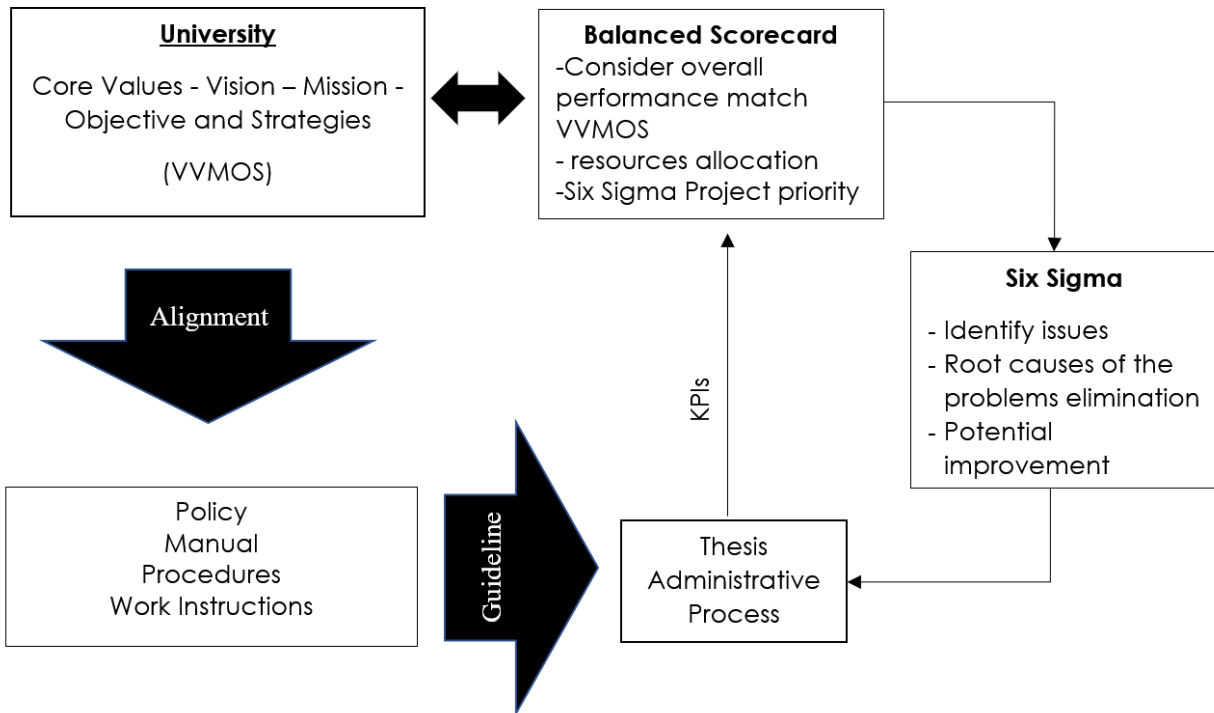 University
Core Values - Vision – Mission -
Objective and Strategies
(VVMOS)
Balanced Scorecard
-Consider overall
performance match
VVMOS
- resources allocation
-Six Sigma Project priority
Alignment
Six Sigma
- Identify issues
- Root causes of the
problems elimination
- Potential
improvement
KPIs
Policy
Manual
Procedures
Work Instructions
Guideline
Thesis
Administrative
Process